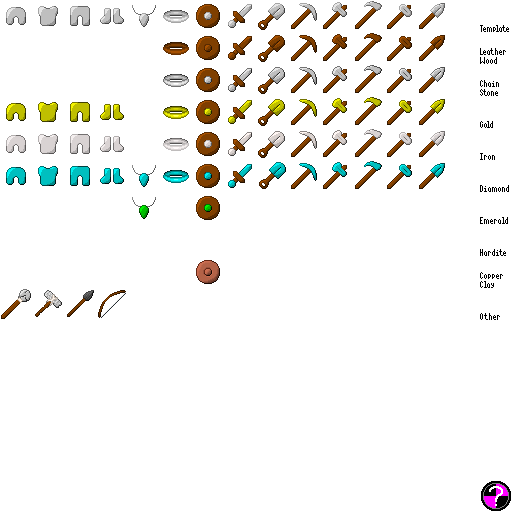 Template
Leather
Wood
Chain
Stone
Gold
Iron
Diamond
Emerald
Hardite
Copper
Clay
Other
?